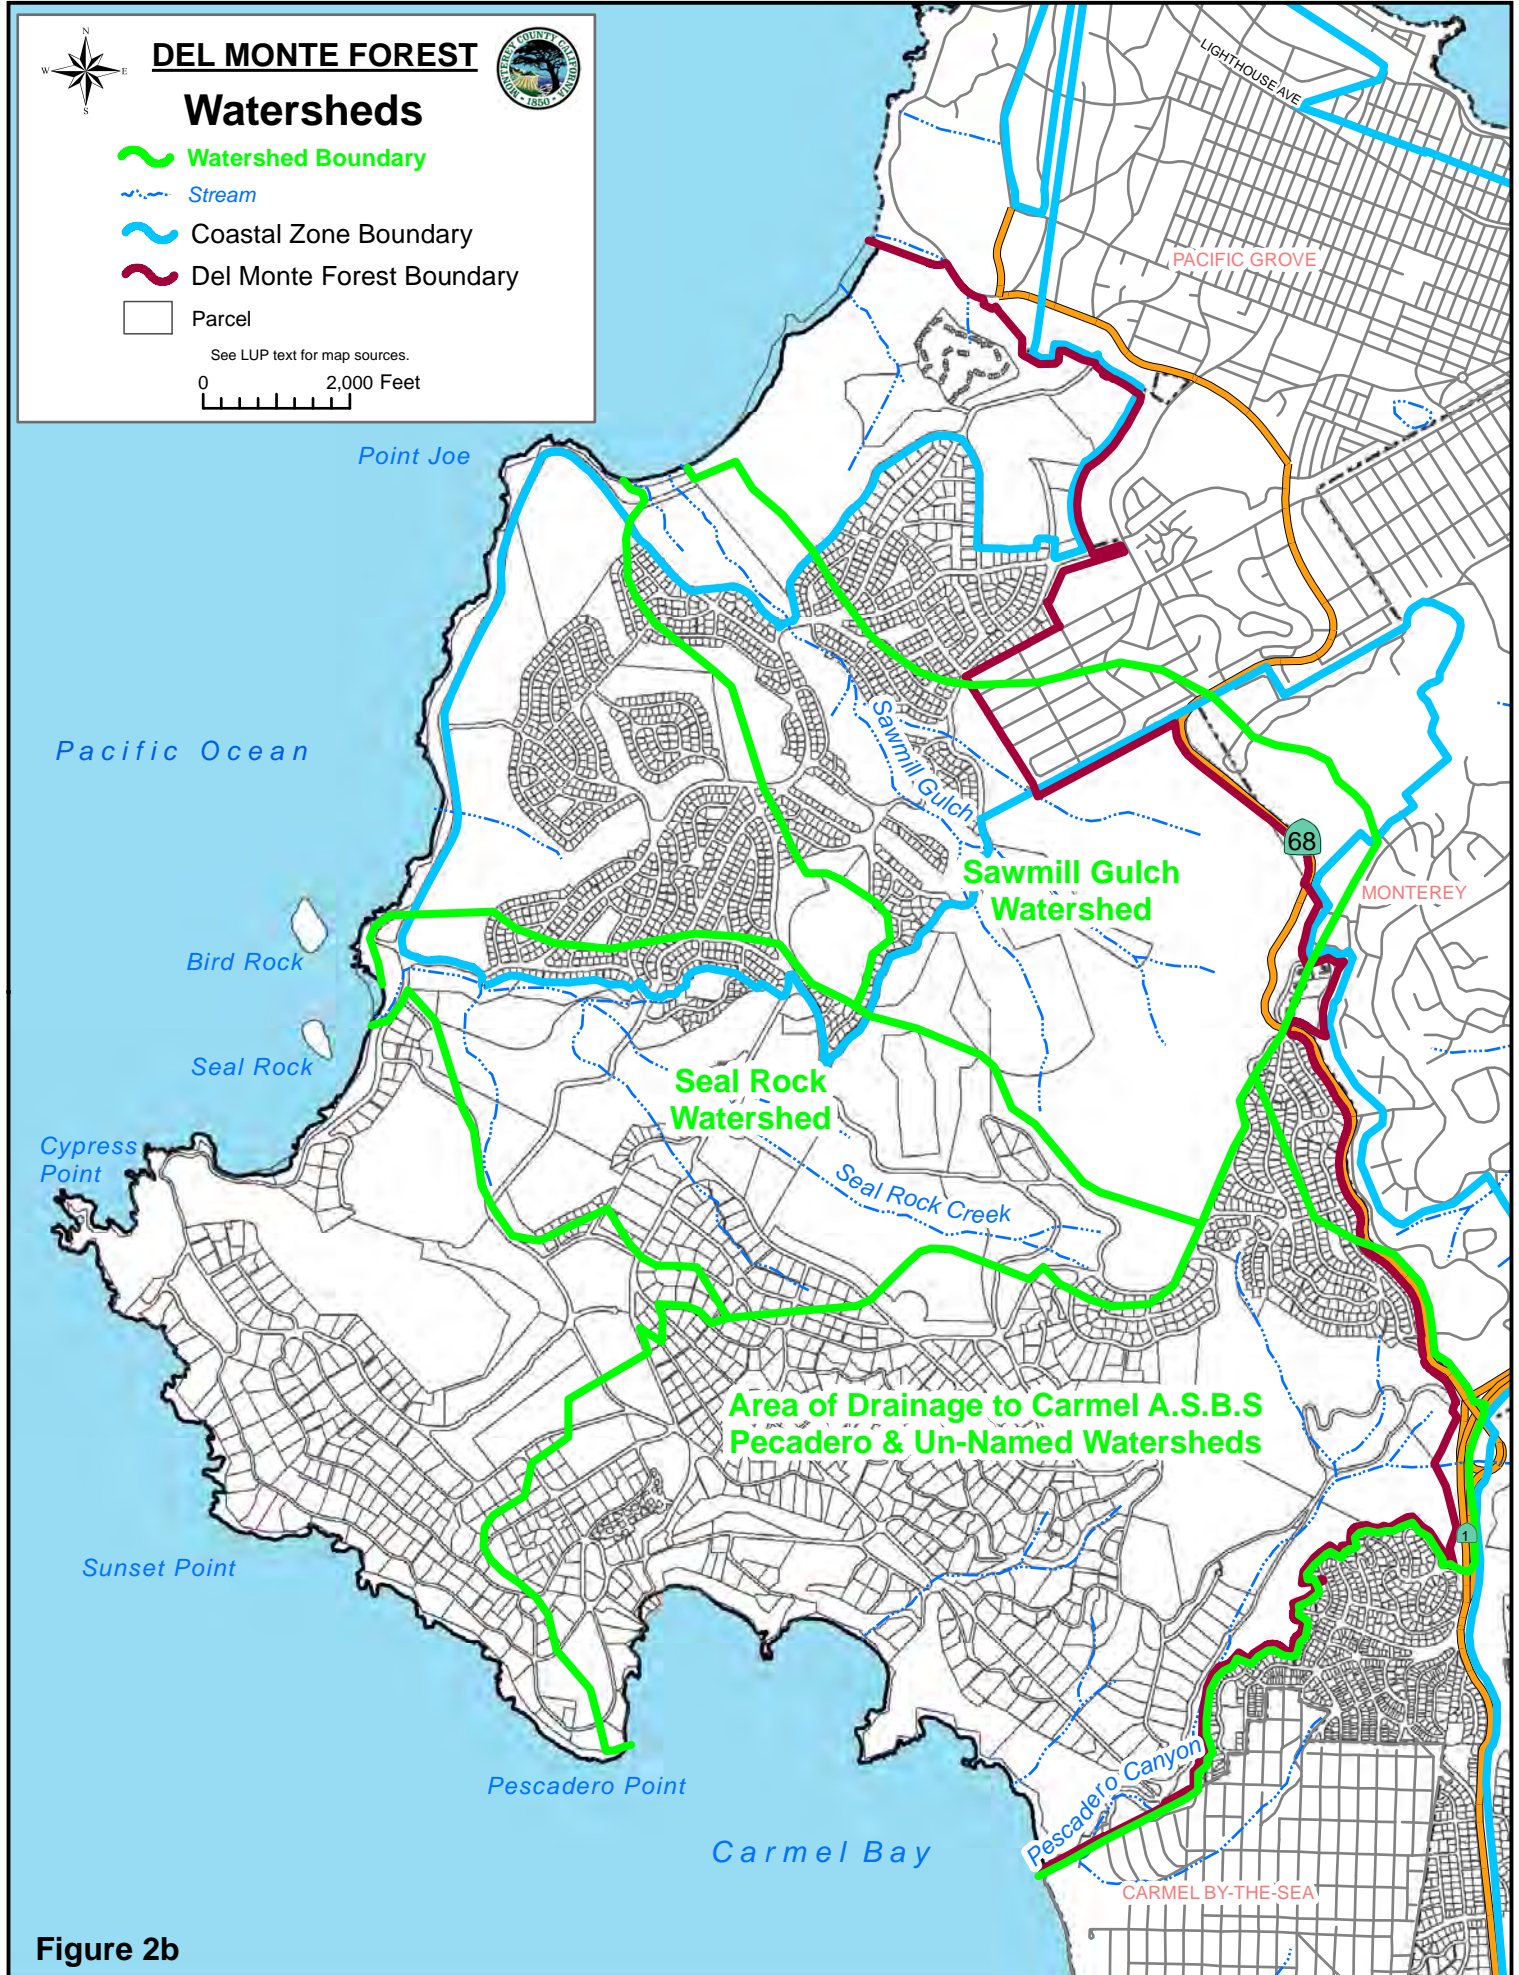 N
W
E
S
DEL MONTE FOREST
MONTEREY COUNTY CALIFORNIA
1850
Watersheds
Watershed Boundary
Stream
Coastal Zone Boundary
Del Monte Forest Boundary
Parcel
See LUP text for map sources.
0 2,000 Feet
LIGHTHOUSE AVE
PACIFIC GROVE
Point Joe
Pacific Ocean
Sawmill Gulch
68
Sawmill Gulch
Watershed
MONTEREY
Bird Rock
Seal Rock
Seal Rock
Watershed
Cypress
Point
Seal Rock Creek
Area of Drainage to Carmel A.S.B.S
Pecadero & Un-Named Watersheds
1
Sunset Point
Pescadero Point
Pescadero Canyon
Carmel Bay
CARMEL BY-THE-SEA
Figure 2b